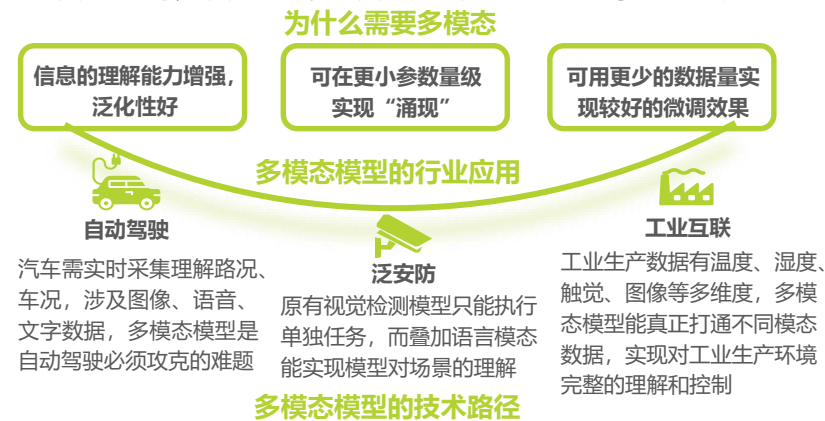 为什么需要多模态
信息的理解能力增强，
泛化性好
可在更小参数量级
实现“涌现”
可用更少的数据量实
现较好的微调效果
多模态模型的行业应用
自动驾驶
汽车需实时采集理解路况、
车况，涉及图像、语音、
文字数据，多模态模型是
自动驾驶必须攻克的难题
泛安防
原有视觉检测模型只能执行
单独任务，而叠加语言模态
能实现模型对场景的理解
工业互联
工业生产数据有温度、湿度、
触觉、图像等多维度，多模
态模型能真正打通不同模态
数据，实现对工业生产环境
完整的理解和控制
多模态模型的技术路径